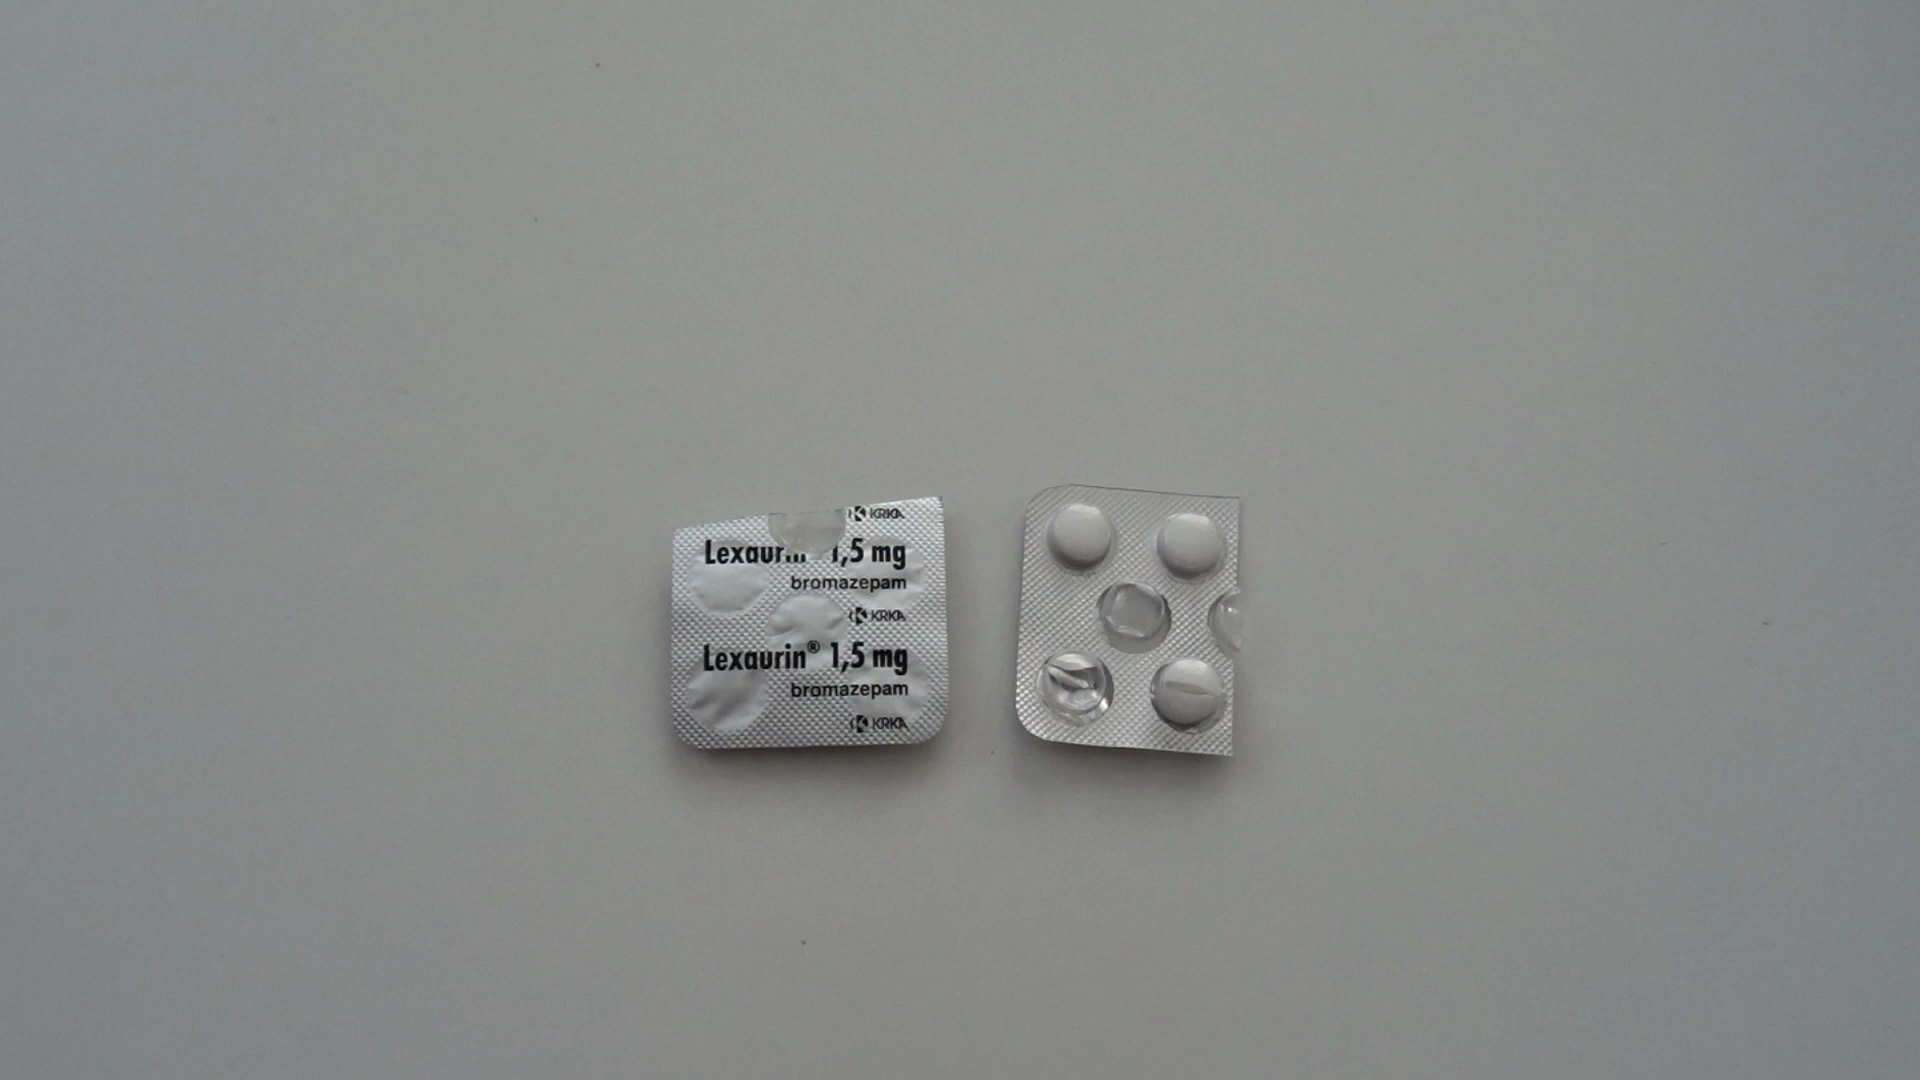 KRKA
Lexaurin 1,5 mg
bromazepam
KRKA
Lexaurin® 1,5 mg
bromazepam
KRKA